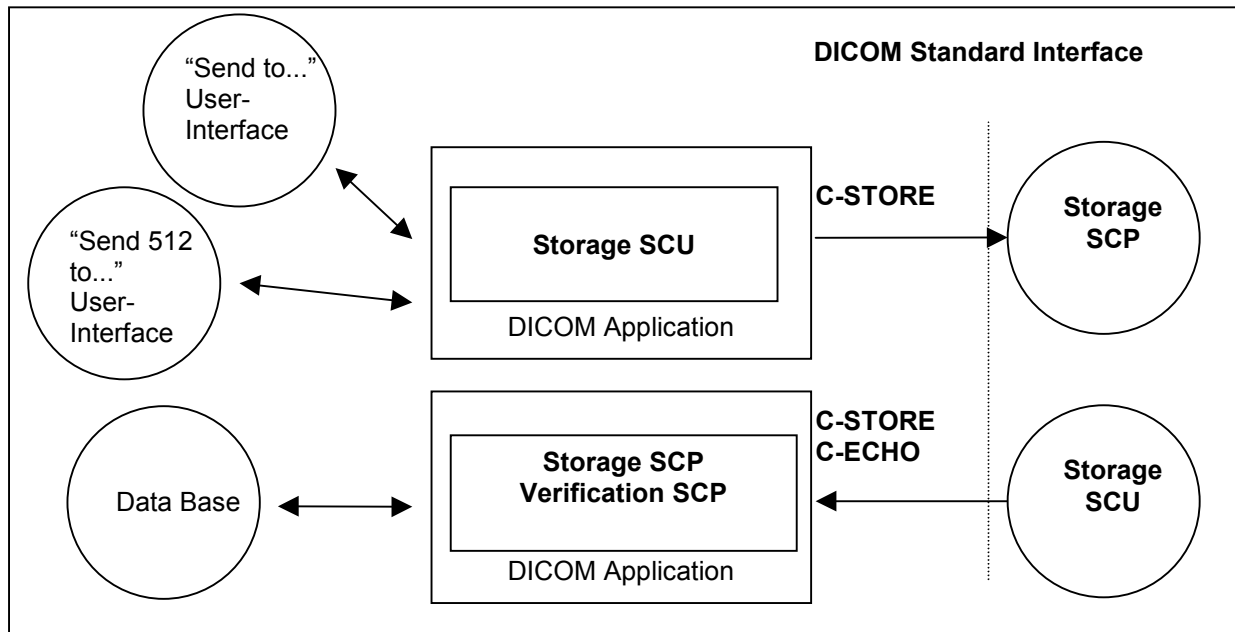 DICOM Standard Interface
“Send to...”
User-
Interface
“Send 512
to...”
User-
Interface
Storage SCU
DICOM Application
C-STORE
Storage
SCP
Data Base
Storage SCP
Verification SCP
DICOM Application
C-STORE
C-ECHO
Storage
SCU